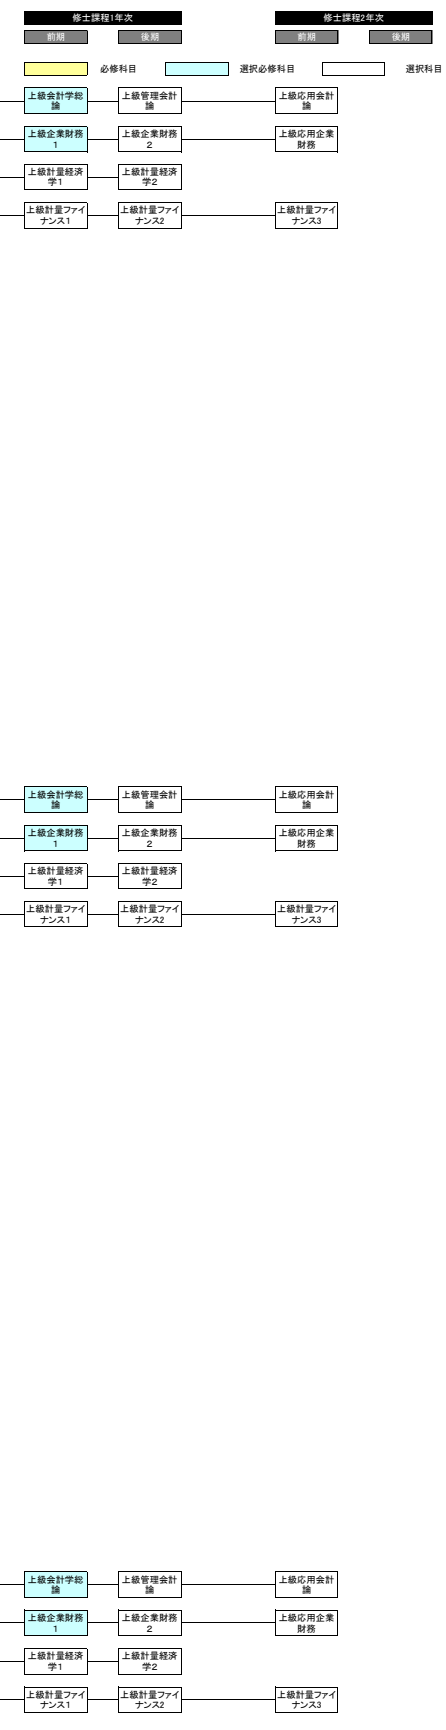 修士課程1年次 修士課程2年次
前期 後期 前期 後期
必修科目 選択必修科目 選択科目
上級会計学総 上級管理会計 上級応用会計
論 論 論
上級企業財務 上級企業財務 上級応用企業
1 2 財務
上級計量経済 上級計量経済
学1 学2
上級計量ファイ 上級計量ファイ 上級計量ファイ
ナンス1 ナンス2 ナンス3
上級会計学総 上級管理会計 上級応用会計
論 論 論
上級企業財務 上級企業財務 上級応用企業
1 2 財務
上級計量経済 上級計量経済
学1 学2
上級計量ファイ 上級計量ファイ 上級計量ファイ
ナンス1 ナンス2 ナンス3
上級会計学総 上級管理会計 上級応用会計
論 論 論
上級企業財務 上級企業財務 上級応用企業
1 2 財務
上級計量経済 上級計量経済
学1 学2
上級計量ファイ 上級計量ファイ 上級計量ファイ
ナンス1 ナンス2 ナンス3